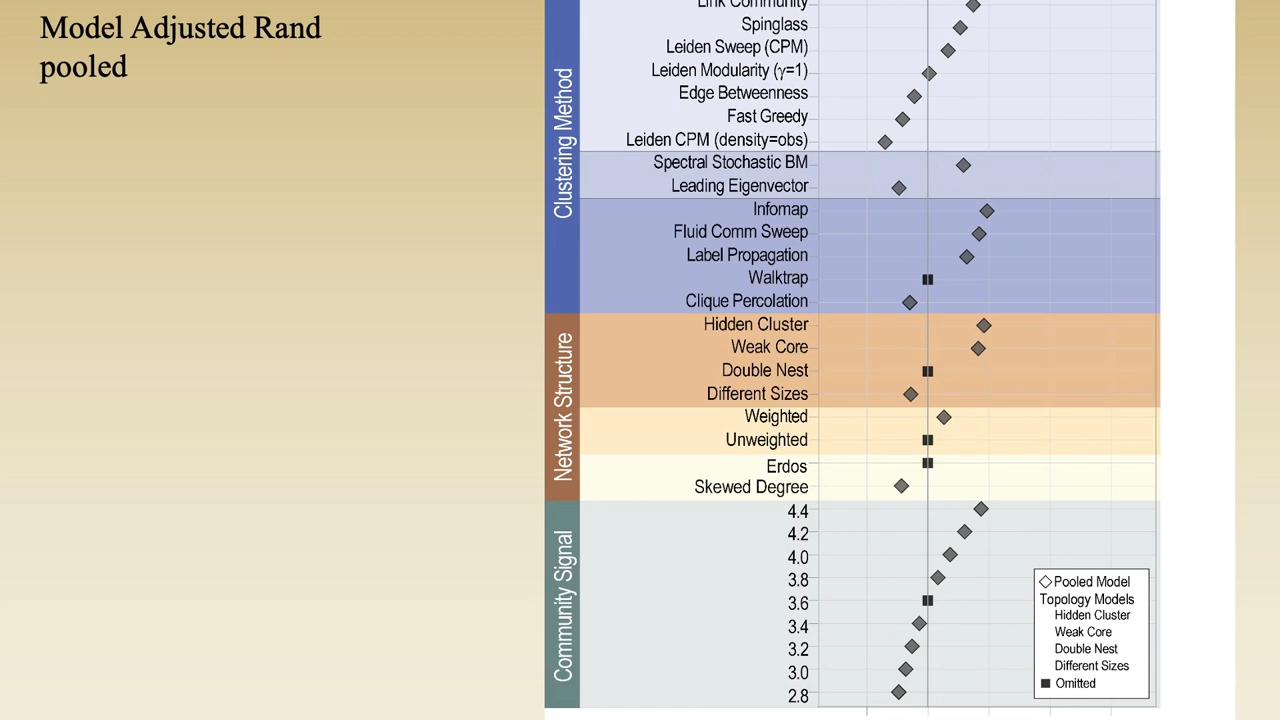 Model Adjusted Rand
pooled
Clustering Method
Link Community
Spinglass
Leiden Sweep (CPM)
Leiden Modularity (γ=1)
Edge Betweenness
Fast Greedy
Leiden CPM (density=obs)
Spectral Stochastic BM
Leading Eigenvector
Infomap
Fluid Comm Sweep
Label Propagation
Walktrap
Clique Percolation
Network Structure
Hidden Cluster
Weak Core
Double Nest
Different Sizes
Weighted
Unweighted
Erdos
Skewed Degree
Community Signal
4.4
4.2
4.0
3.8
3.6
3.4
3.2
3.0
2.8
Pooled Model
Topology Models
Hidden Cluster
Weak Core
Double Nest
Different Sizes
Omitted